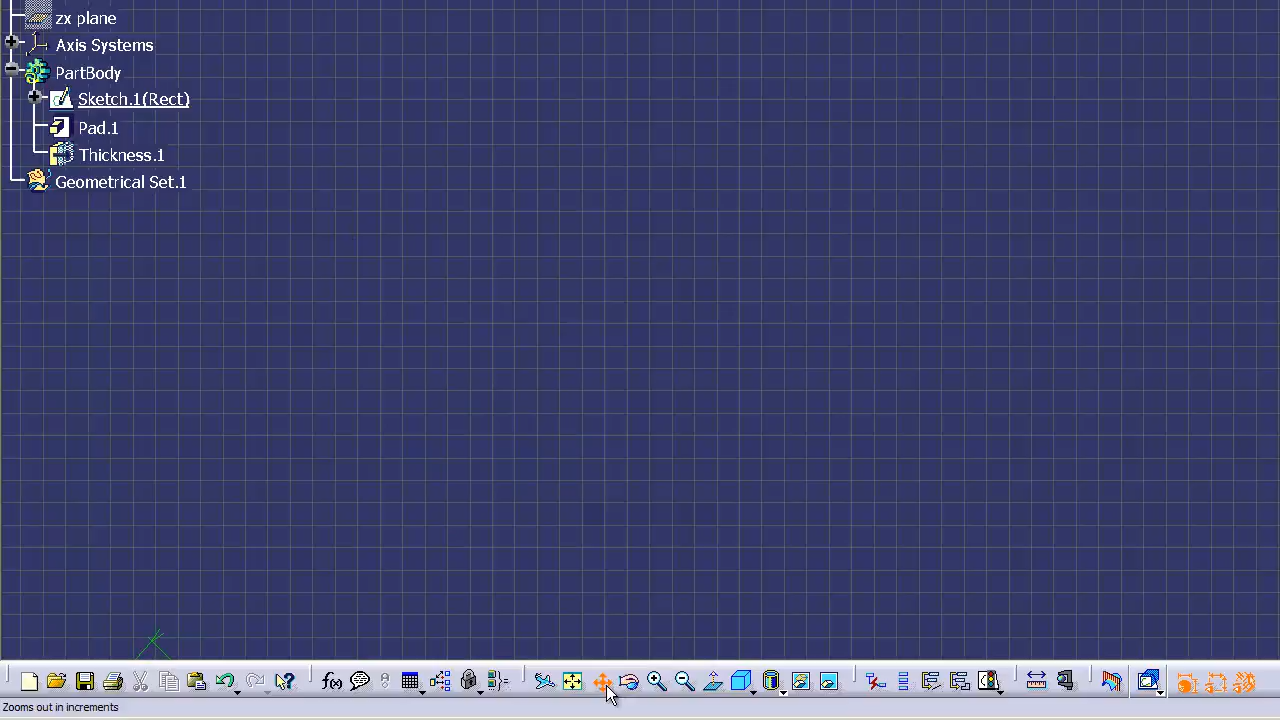 zx plane
Axis Systems
PartBody
Sketch.1(Rect)
Pad.1
Thickness.1
Geometrical Set.1
f(x)
Zooms out in increments